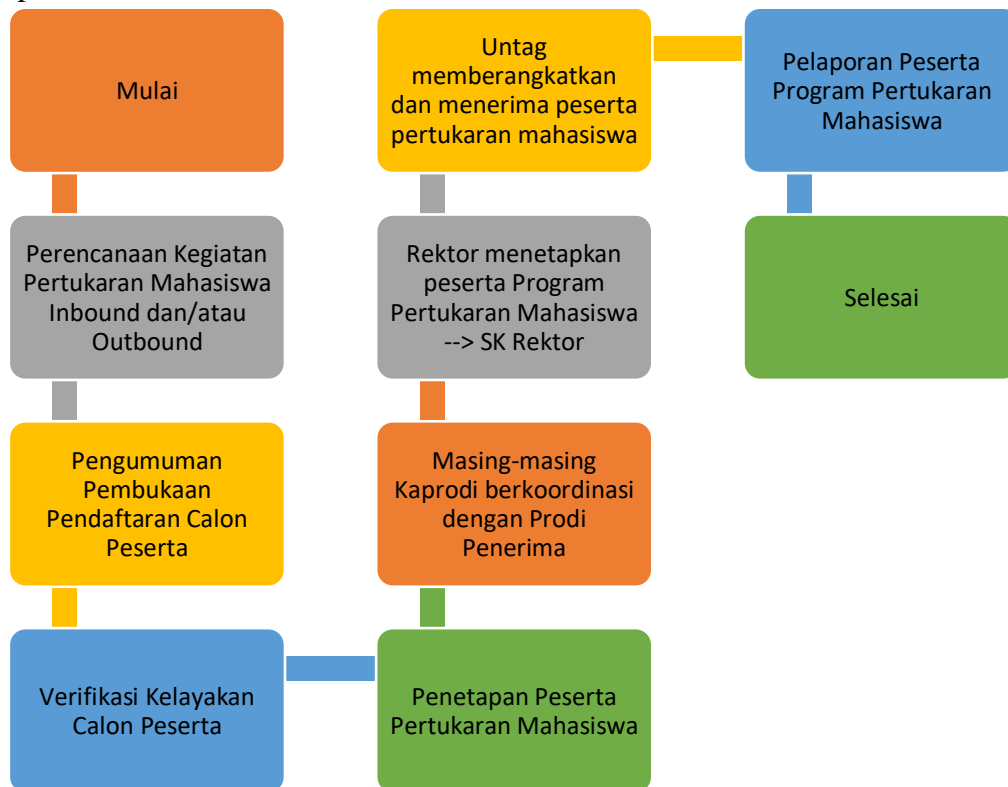 Mulai
Perencanaan Kegiatan
Pertukaran Mahasiswa
Inbound dan/atau
Outbound
Pengumuman
Pembukaan
Pendaftaran Calon
Peserta
Verifikasi Kelayakan
Calon Peserta
Penetapan Peserta
Pertukaran Mahasiswa
Masing-masing
Kaprodi berkoordinasi
dengan Prodi
Penerima
Rektor menetapkan
peserta Program
Pertukaran Mahasiswa
--> SK Rektor
Untag
memberangkatkan
dan menerima peserta
pertukaran mahasiswa
Pelaporan Peserta
Program Pertukaran
Mahasiswa
Selesai